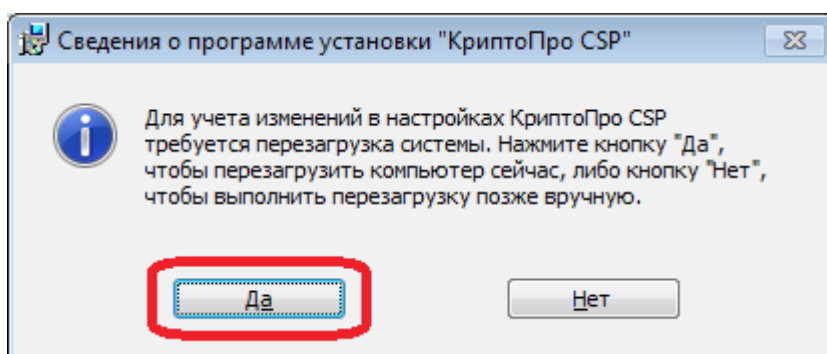 Сведения о программе установки "КриптоПро CSP"
Для учета изменений в настройках КриптоПро CSP
требуется перезагрузка системы. Нажмите кнопку "Да",
чтобы перезагрузить компьютер сейчас, либо кнопку "Нет",
чтобы выполнить перезагрузку позже вручную.
Да
Нет